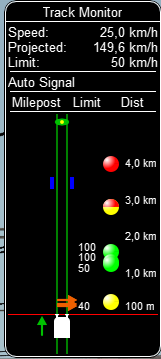 Track Monitor
Speed: 25,0 km/h
Projected: 149,6 km/h
Limit: 50 km/h
Auto Signal
Milepost Limit Dist
4,0 km
3,0 km
2,0 km
100
100
50 1,0 km
40 100 m